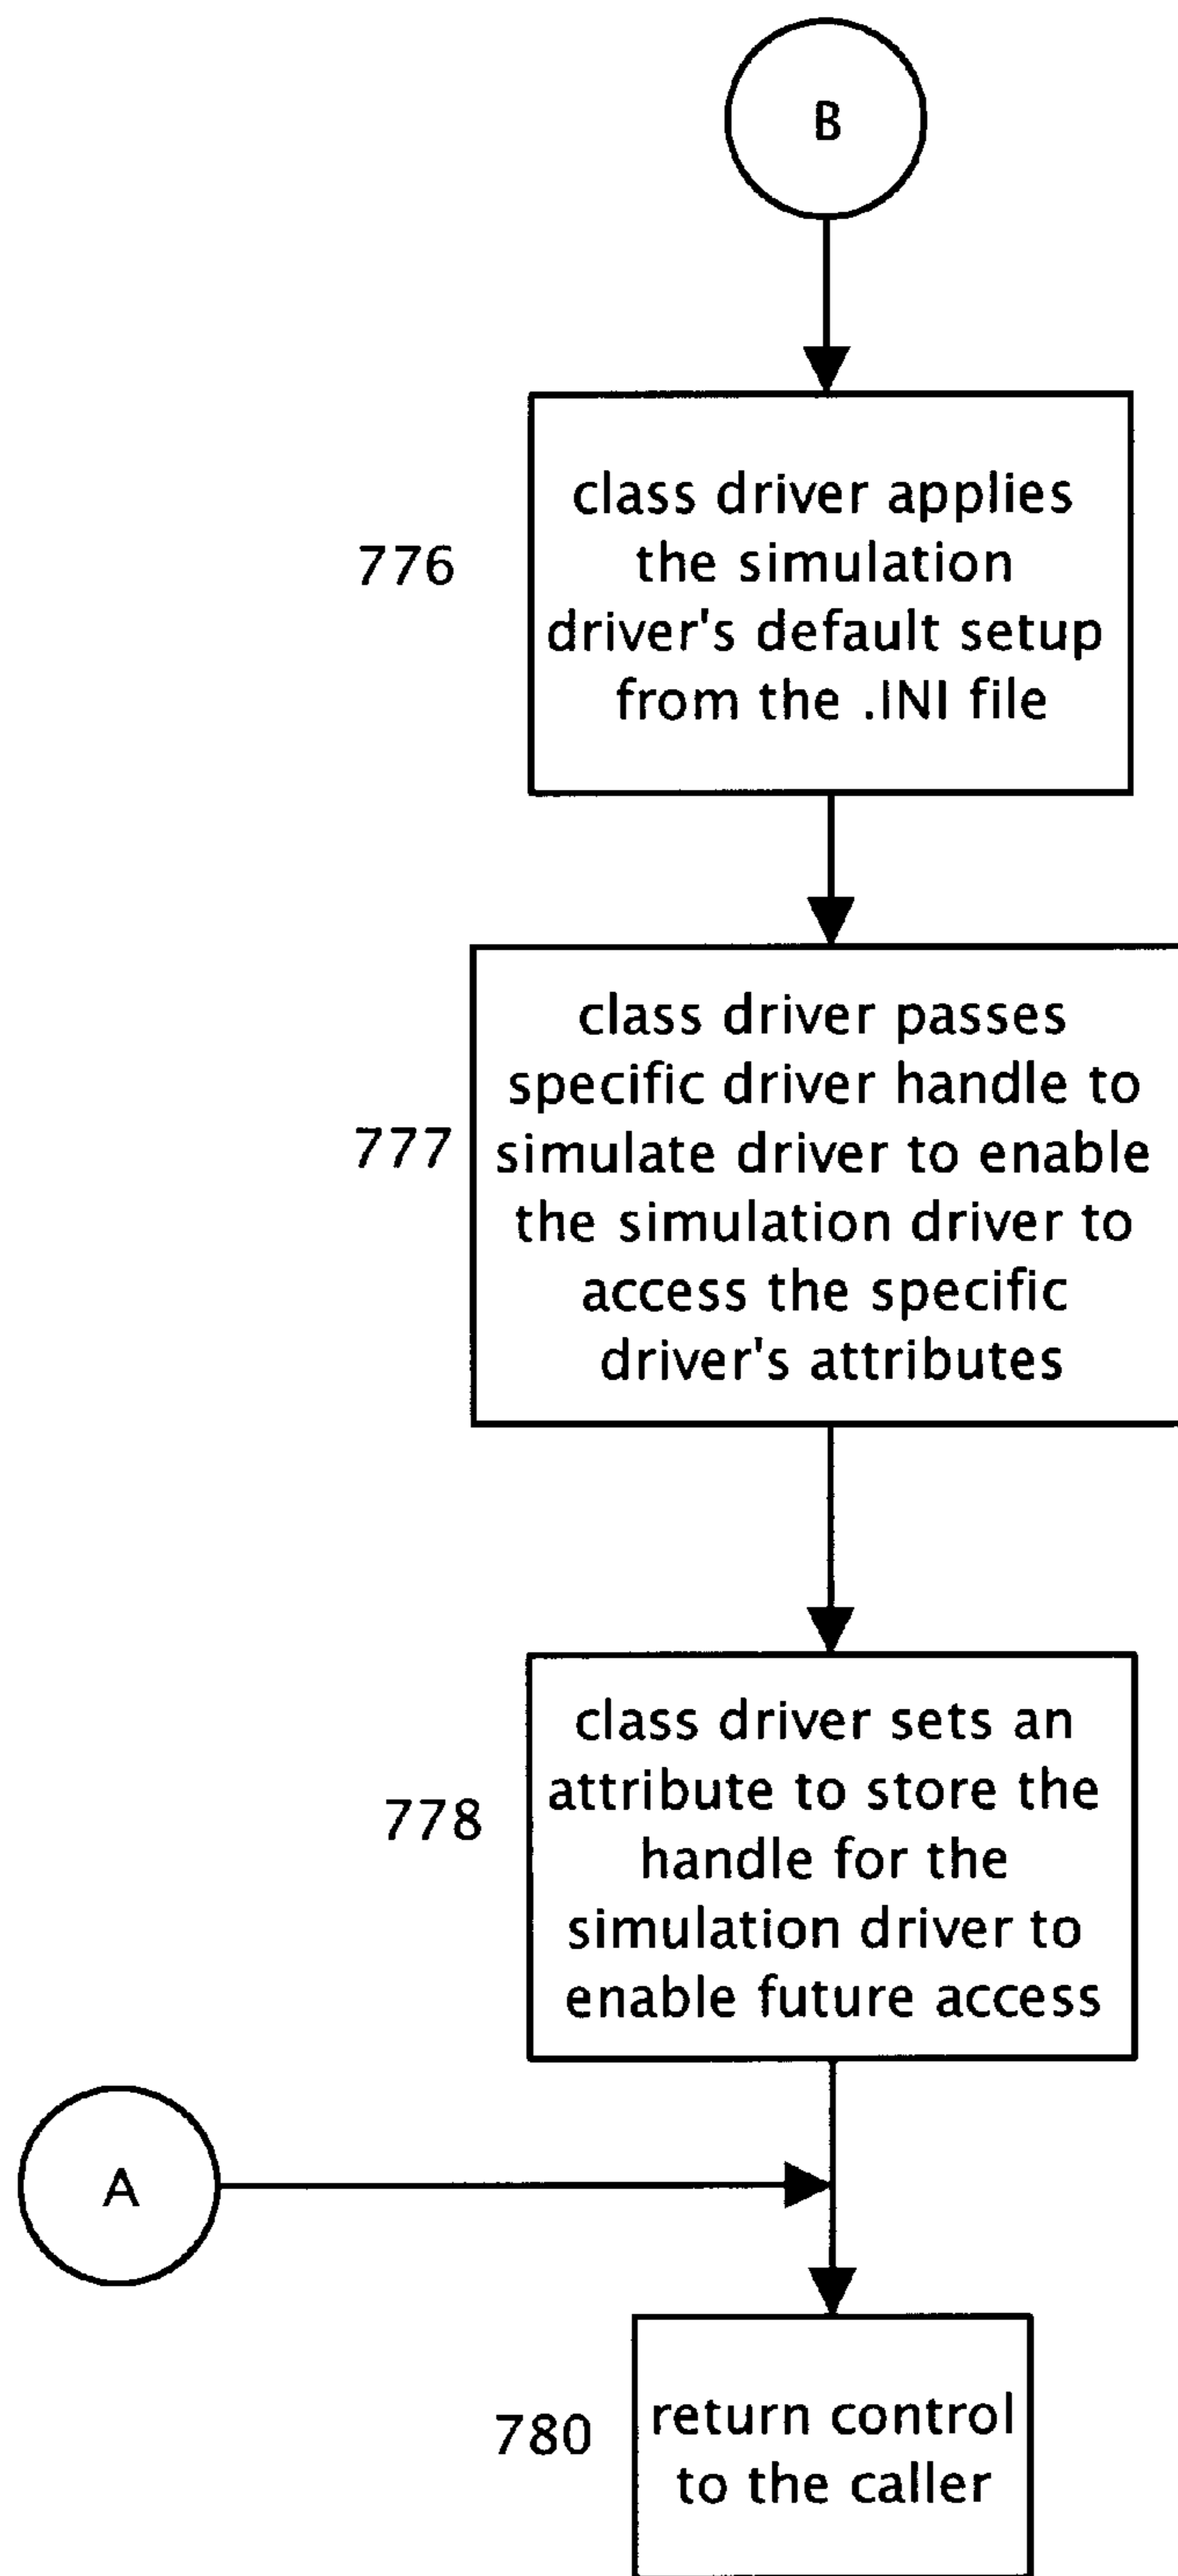 B
776
class driver applies
the simulation
driver's default setup
from the .INI file
777
class driver passes
specific driver handle to
simulate driver to enable
the simulation driver to
access the specific
driver's attributes
778
class driver sets an
attribute to store the
handle for the
simulation driver to
enable future access
A
780
return control
to the caller